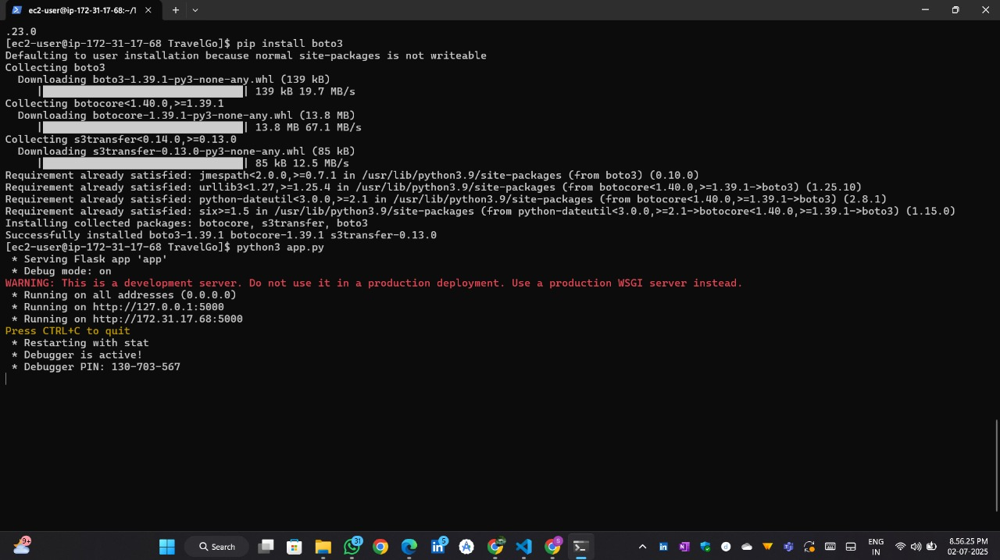 ec2-user@ip-172-31-17-68:~/1
.23.0
[ec2-user@ip-172-31-17-68 TravelGo]$ pip install boto3
Defaulting to user installation because normal site-packages is not writeable
Collecting boto3
  Downloading boto3-1.39.1-py3-none-any.whl (139 kB)
     || 139 kB 19.7 MB/s
Collecting botocore<1.40.0,>=1.39.1
  Downloading botocore-1.39.1-py3-none-any.whl (13.8 MB)
     || 13.8 MB 67.1 MB/s
Collecting s3transfer<0.14.0,>=0.13.0
  Downloading s3transfer-0.13.0-py3-none-any.whl (85 kB)
     || 85 kB 12.5 MB/s
Requirement already satisfied: jmespath<2.0.0,>=0.7.1 in /usr/lib/python3.9/site-packages (from boto3) (0.10.0)
Requirement already satisfied: urllib3<1.27,>=1.25.4 in /usr/lib/python3.9/site-packages (from botocore<1.40.0,>=1.39.1->boto3) (1.25.10)
Requirement already satisfied: python-dateutil<3.0.0,>=2.1 in /usr/lib/python3.9/site-packages (from botocore<1.40.0,>=1.39.1->boto3) (2.8.1)
Requirement already satisfied: six>=1.5 in /usr/lib/python3.9/site-packages (from python-dateutil<3.0.0,>=2.1->botocore<1.40.0,>=1.39.1->boto3) (1.15.0)
Installing collected packages: botocore, s3transfer, boto3
Successfully installed boto3-1.39.1 botocore-1.39.1 s3transfer-0.13.0
[ec2-user@ip-172-31-17-68 TravelGo]$ python3 app.py
 * Serving Flask app 'app'
 * Debug mode: on
WARNING: This is a development server. Do not use it in a production deployment. Use a production WSGI server instead.
 * Running on all addresses (0.0.0.0)
 * Running on http://127.0.0.1:5000
 * Running on http://172.31.17.68:5000
Press CTRL+C to quit
 * Restarting with stat
 * Debugger is active!
 * Debugger PIN: 130-703-567
9+
Search
31
5
ENG
IN
8.56.25 PM
02-07-2025